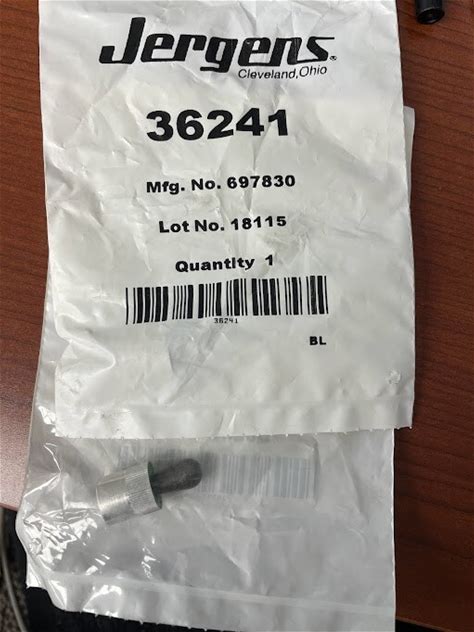 Jergens®
Cleveland, Ohio
36241
Mfg. No. 697830
Lot No. 18115
Quantity 1
36241
BL